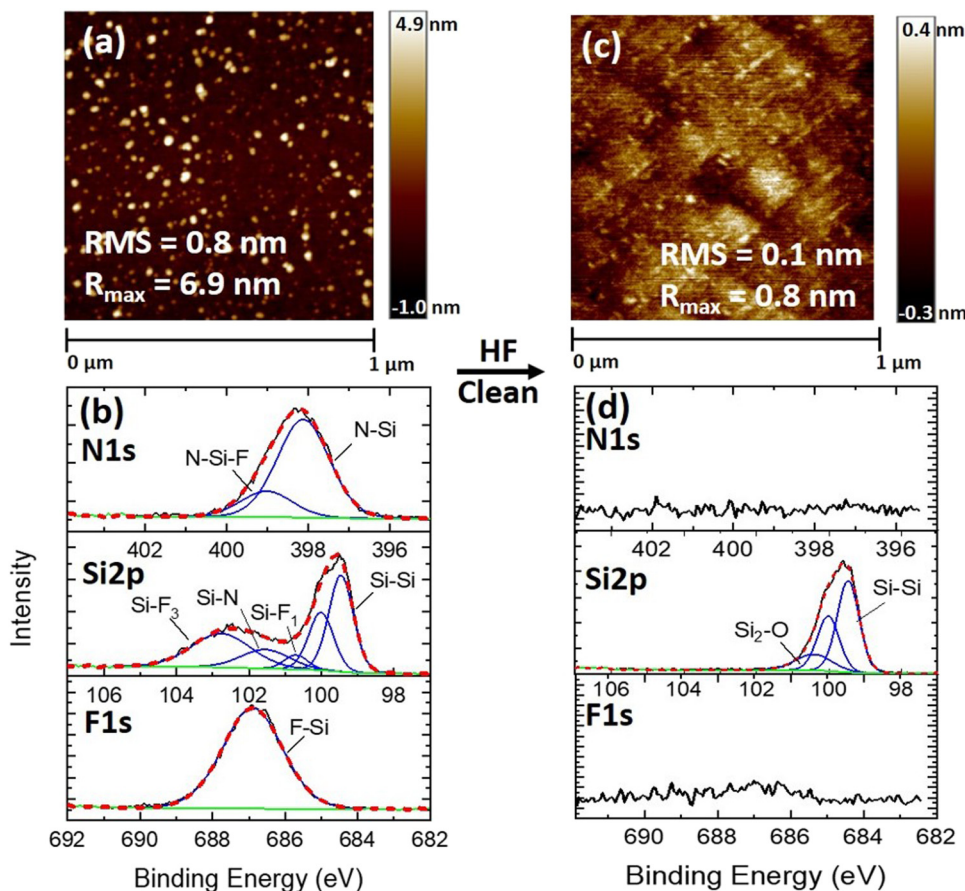 (a)
4.9 nm
RMS = 0.8 nm
Rmax = 6.9 nm
-1.0 nm
0 µm
1 µm
(c)
0.4 nm
RMS = 0.1 nm
Rmax = 0.8 nm
-0.3 nm
0 µm
1 µm
HF
Clean
(b)
N1s
N-Si-F
N-Si
402 400 398 396
Si2p
Si-F3
Si-N
Si-F1
Si-Si
106 104 102 100 98
F1s
F-Si
692 690 688 686 684 682
Intensity
Binding Energy (eV)
(d)
N1s
402 400 398 396
Si2p
Si2-O
Si-Si
106 104 102 100 98
F1s
690 688 686 684 682
Binding Energy (eV)